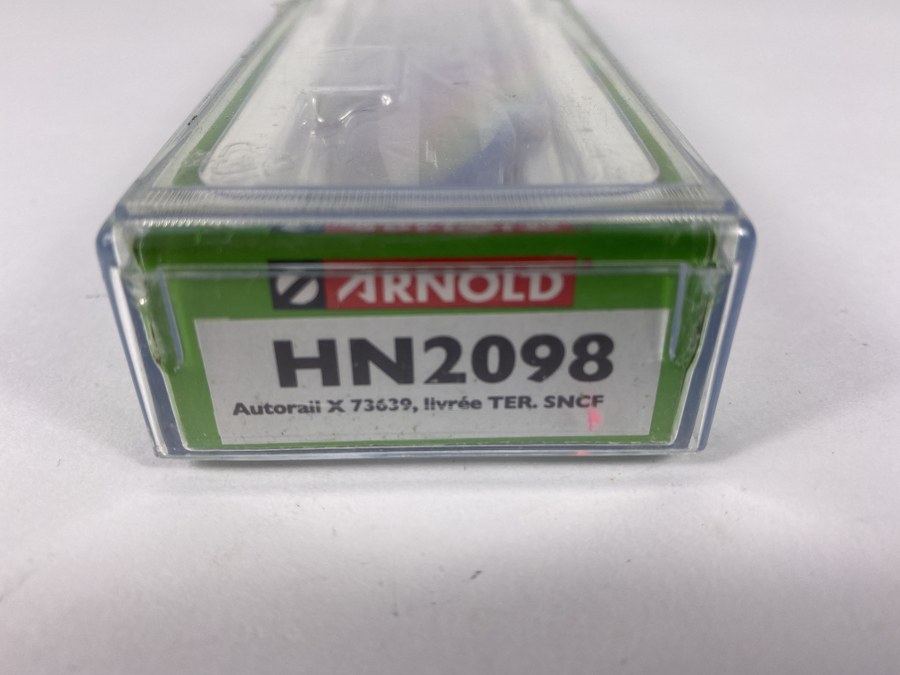 ARNOLD
HN2098
Autorail X 73639, livrée TER. SNCF